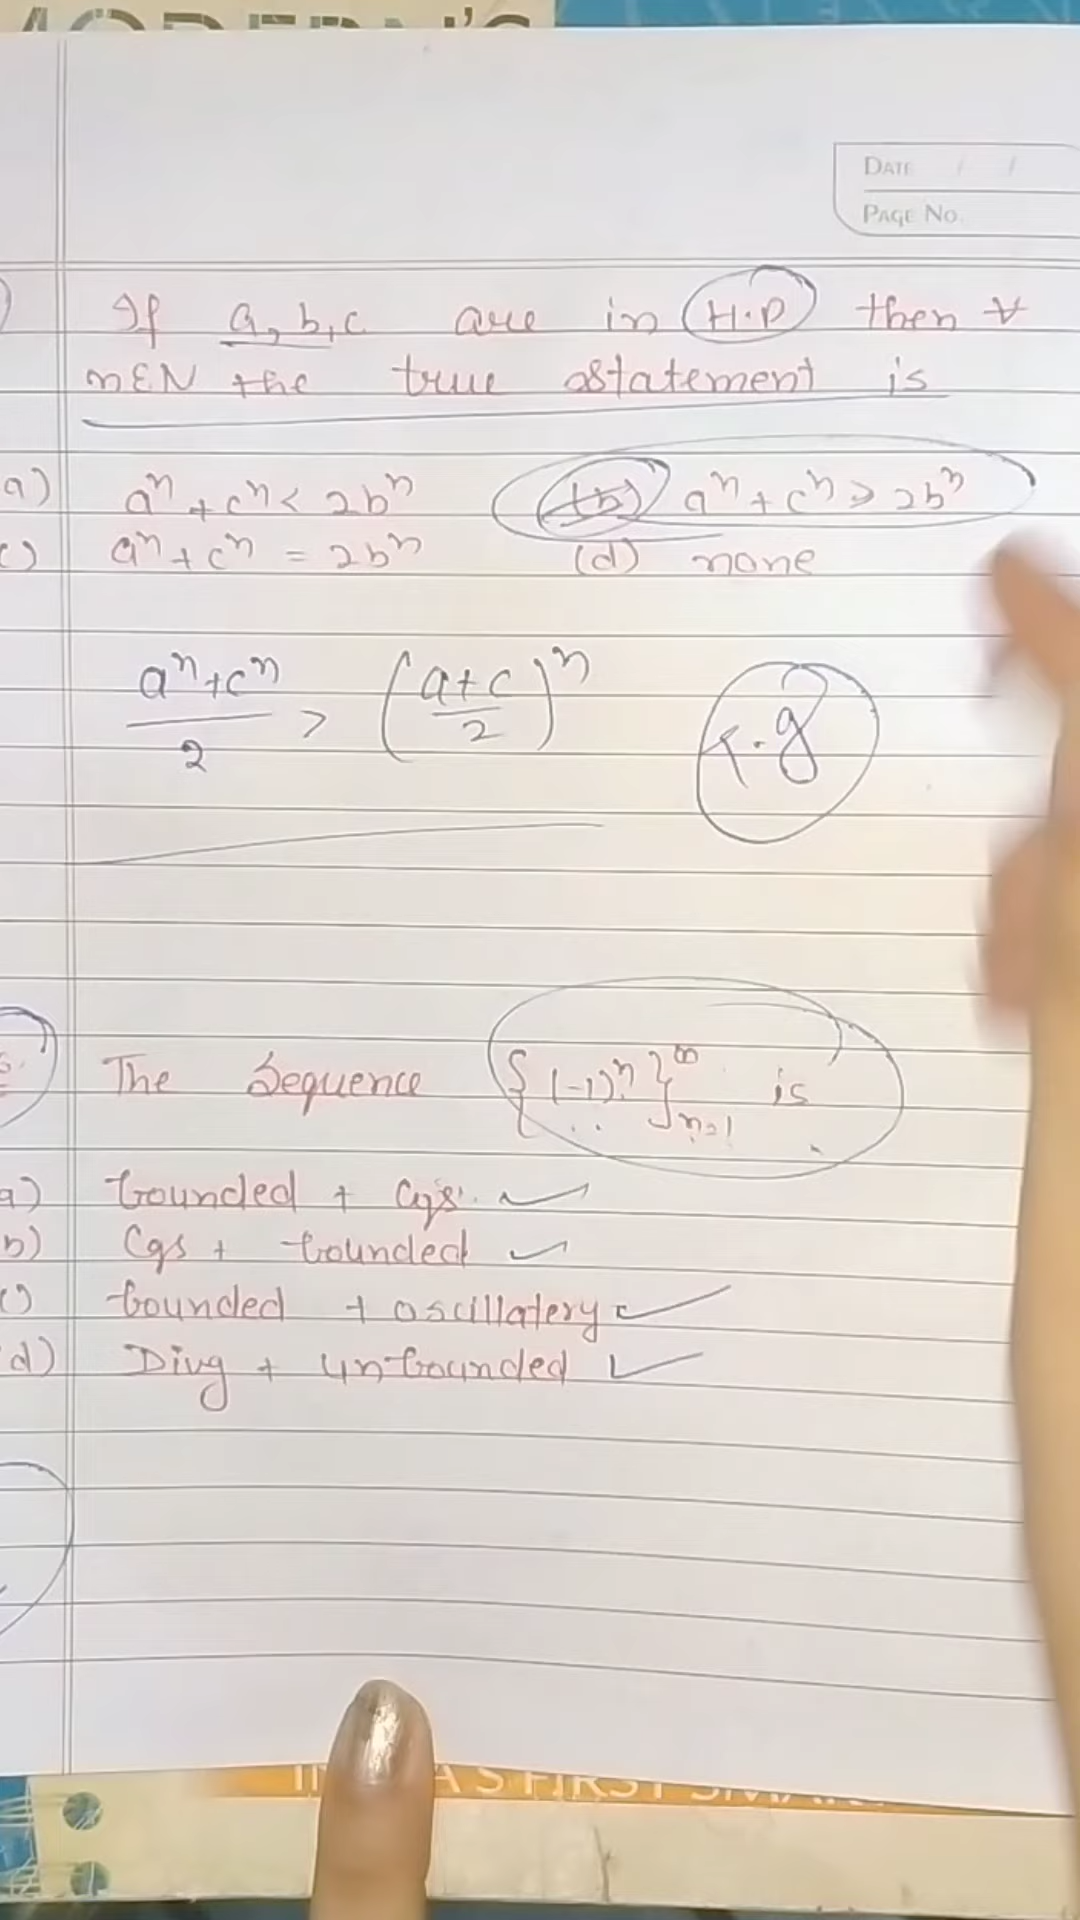 DATE / /
PAGE NO.
If a, b, c are in H.P then ∀
n∈N the true statement is
a) aⁿ + cⁿ < 2bⁿ (b) aⁿ + cⁿ > 2bⁿ
c) aⁿ + cⁿ = 2bⁿ (d) none
(aⁿ + cⁿ)/2 > ((a+c)/2)ⁿ
The Sequence {(-1)ⁿ}^∞_{n=1} is
a) bounded + Cgs.
b) Cgs + bounded
c) bounded + oscillatery
d) Divg + unbounded